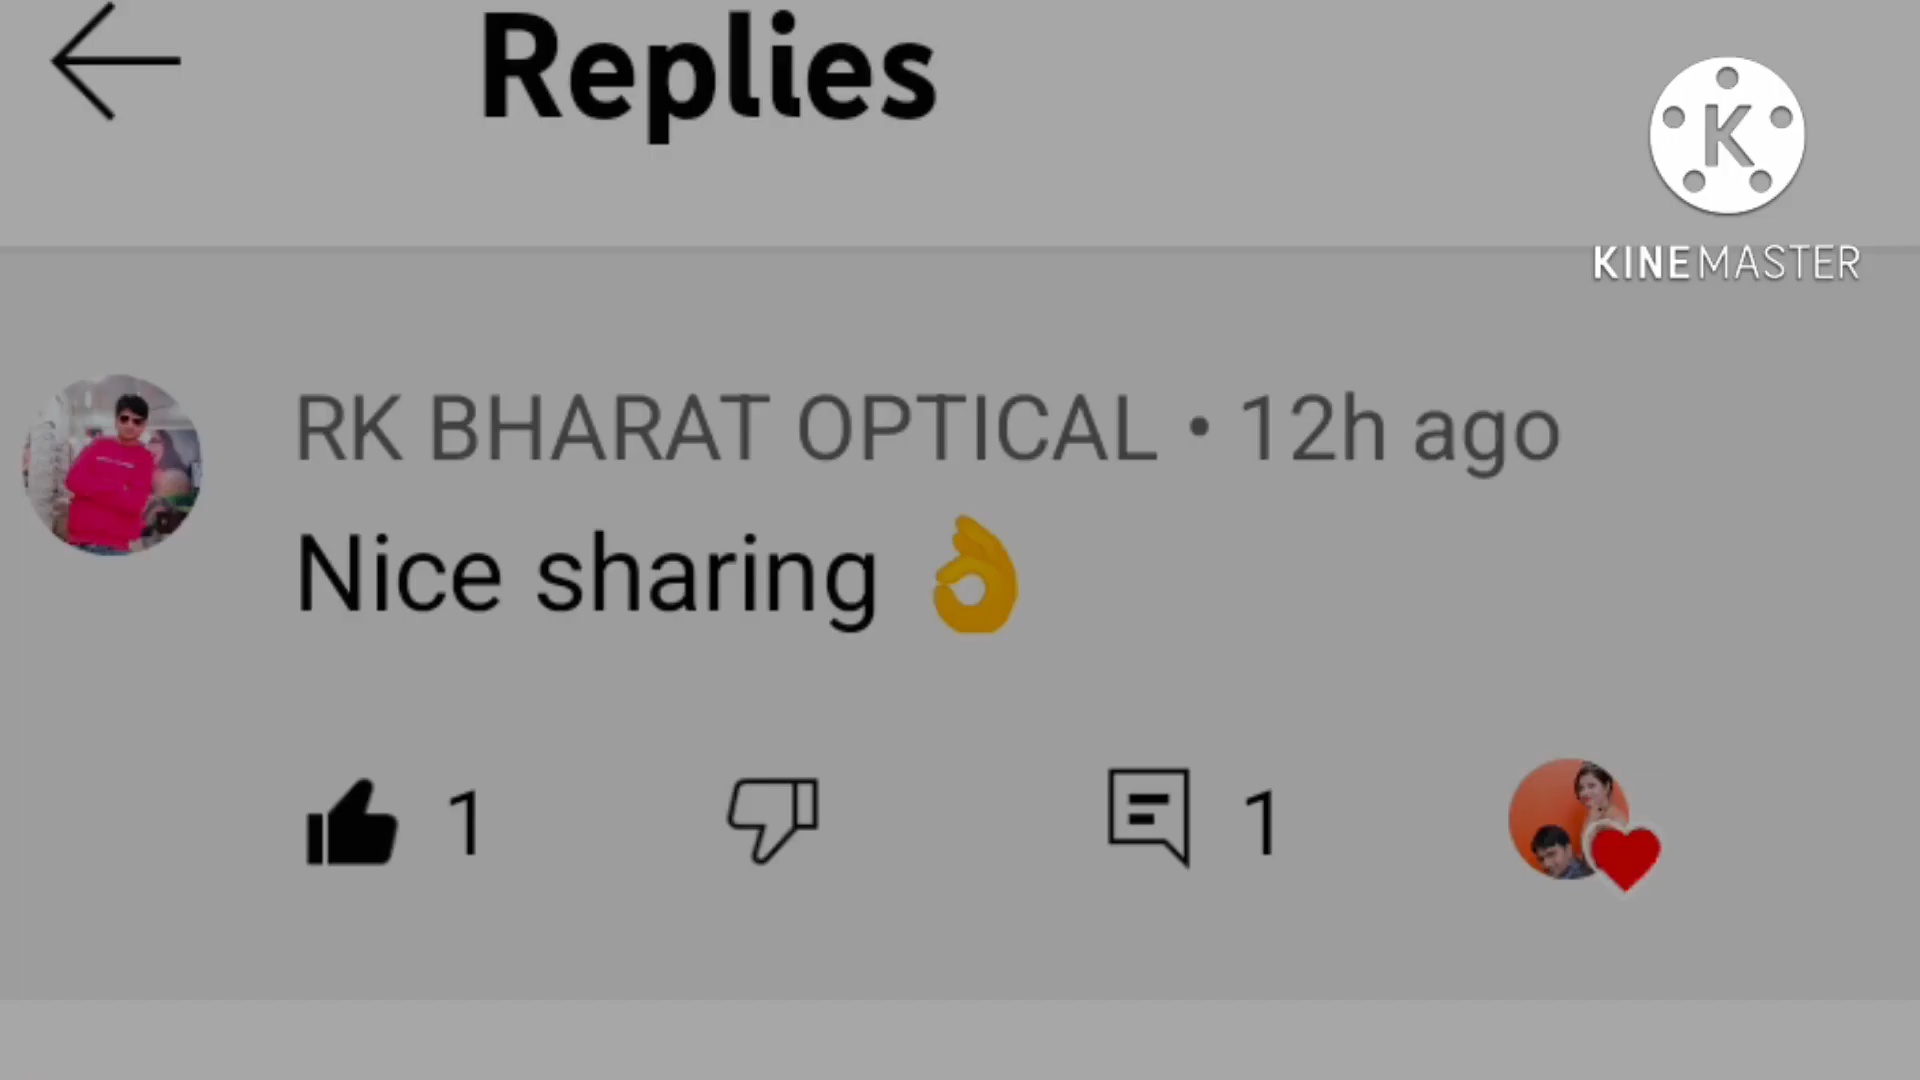 Replies
K
KINEMASTER
RK BHARAT OPTICAL • 12h ago
Nice sharing 👌
1
1